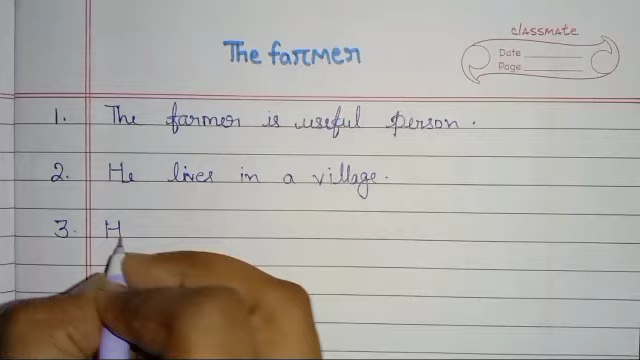 classmate
Date
Page
The farmer
1. The farmer is useful person.
2. He lives in a village.
3. H